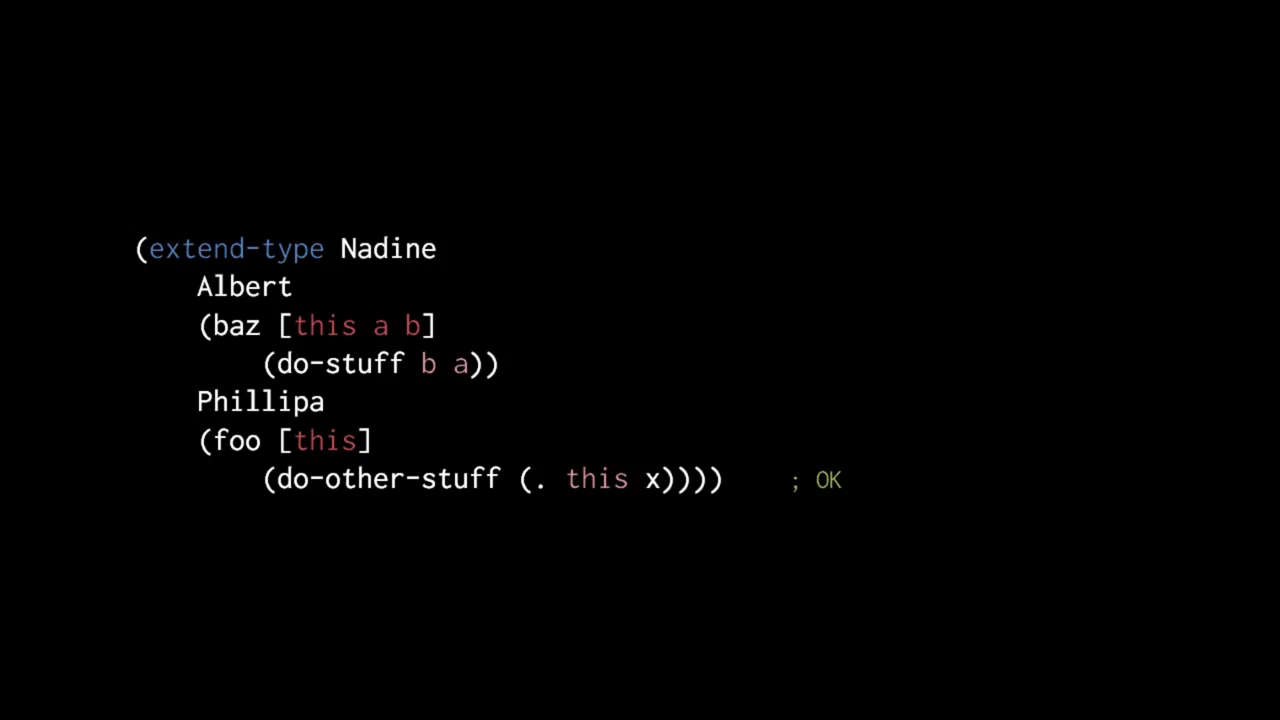 (extend-type Nadine
    Albert
    (baz [this a b]
        (do-stuff b a))
    Phillipa
    (foo [this]
        (do-other-stuff (. this x))))    ; OK